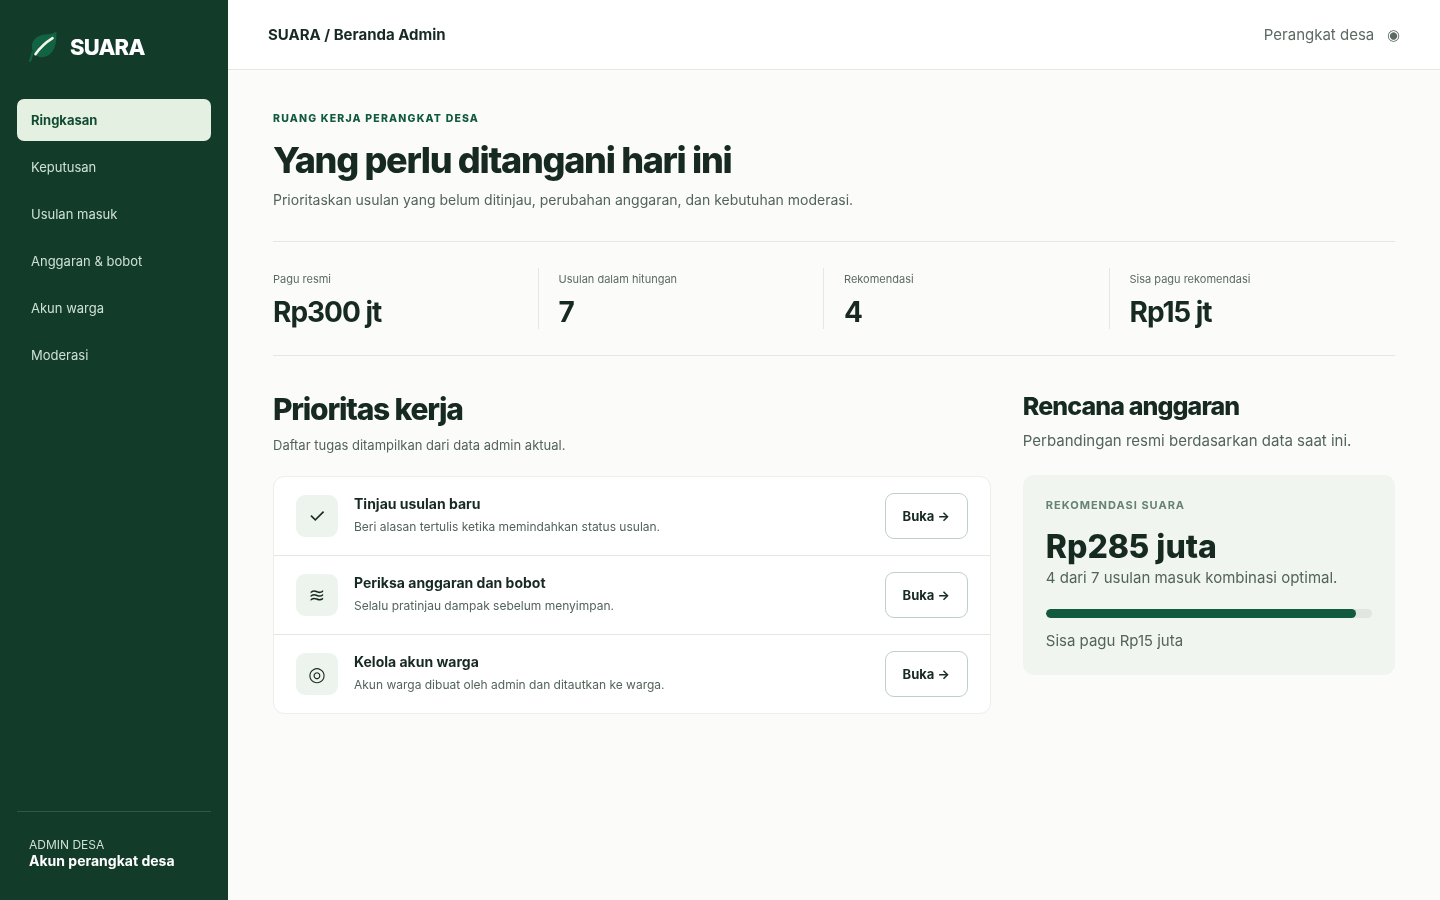 SUARA
Ringkasan
Keputusan
Usulan masuk
Anggaran & bobot
Akun warga
Moderasi
ADMIN DESA
Akun perangkat desa
SUARA / Beranda Admin
Perangkat desa
RUANG KERJA PERANGKAT DESA
Yang perlu ditangani hari ini
Prioritaskan usulan yang belum ditinjau, perubahan anggaran, dan kebutuhan moderasi.
Pagu resmi
Rp300 jt
Usulan dalam hitungan
7
Rekomendasi
4
Sisa pagu rekomendasi
Rp15 jt
Prioritas kerja
Daftar tugas ditampilkan dari data admin aktual.
Tinjau usulan baru
Beri alasan tertulis ketika memindahkan status usulan.
Buka →
Periksa anggaran dan bobot
Selalu pratinjau dampak sebelum menyimpan.
Buka →
Kelola akun warga
Akun warga dibuat oleh admin dan ditautkan ke warga.
Buka →
Rencana anggaran
Perbandingan resmi berdasarkan data saat ini.
REKOMENDASI SUARA
Rp285 juta
4 dari 7 usulan masuk kombinasi optimal.
Sisa pagu Rp15 juta